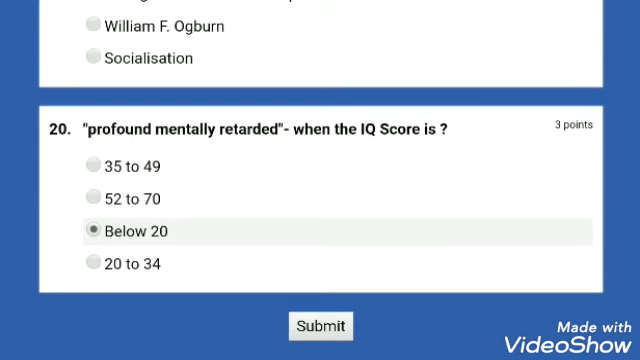 William F. Ogburn
Socialisation
20. "profound mentally retarded"- when the IQ Score is ?
3 points
35 to 49
52 to 70
Below 20
20 to 34
Submit
Made with
VideoShow